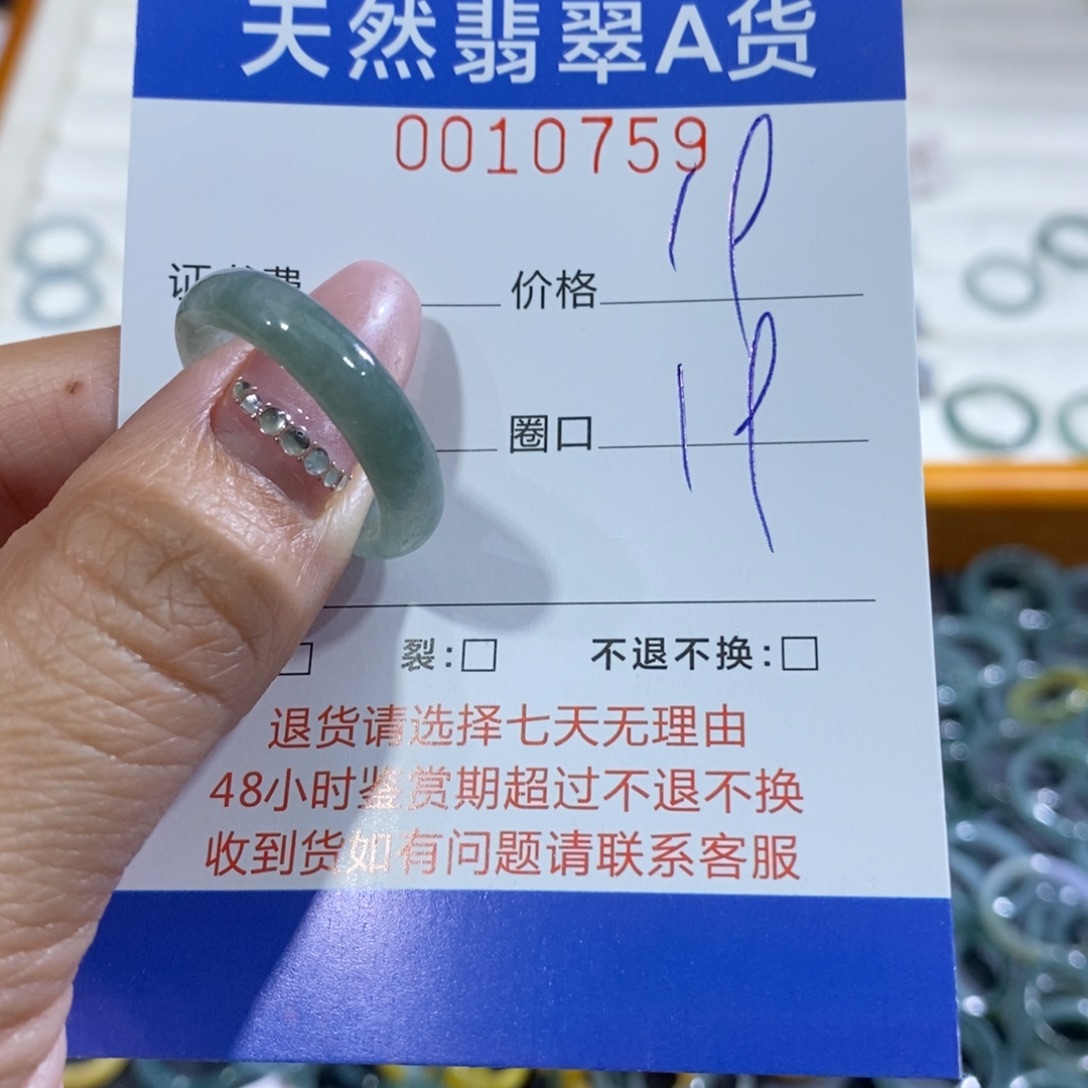 天然翡翠A货
0010759
价格 19
圈口 19
裂:□ 不退不换:□
退货请选择七天无理由
48小时鉴赏期超过不退不换
收到货如有问题请联系客服